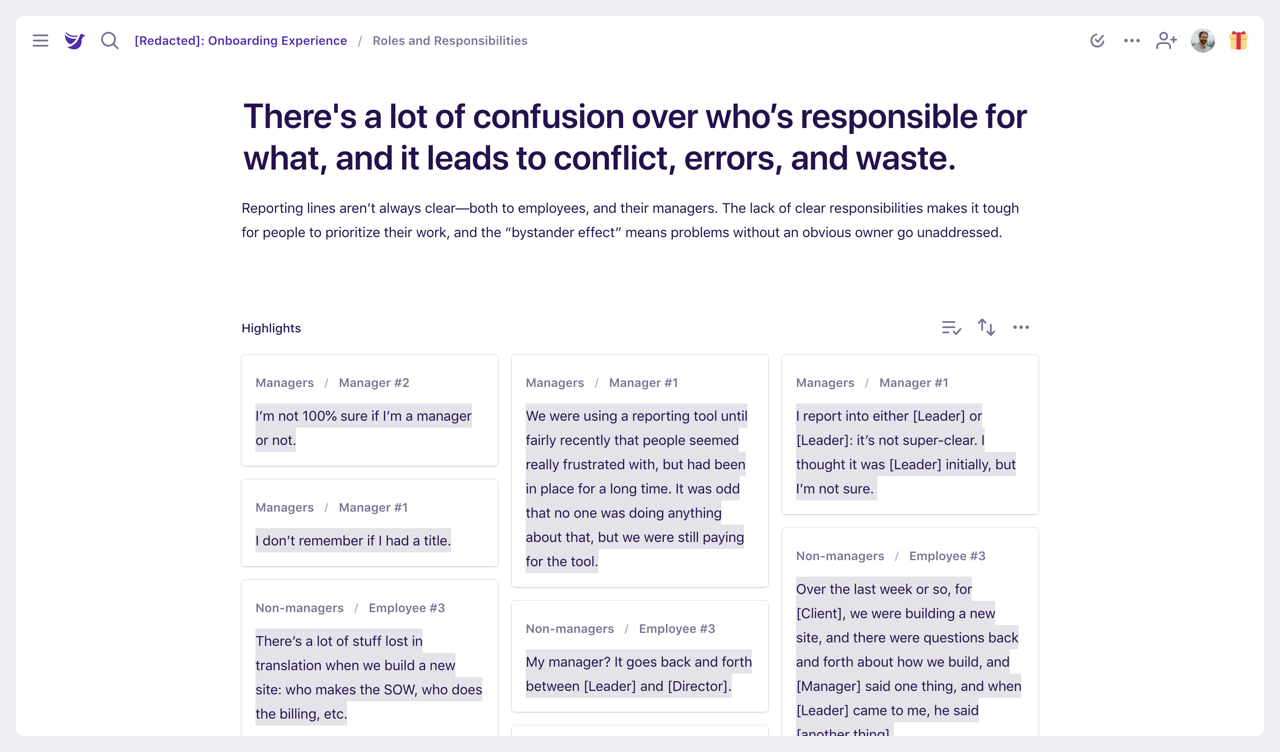 [Redacted]: Onboarding Experience / Roles and Responsibilities
There's a lot of confusion over who’s responsible for
what, and it leads to conflict, errors, and waste.
Reporting lines aren’t always clear—both to employees, and their managers. The lack of clear responsibilities makes it tough
for people to prioritize their work, and the “bystander effect” means problems without an obvious owner go unaddressed.
Highlights
Managers / Manager #2
I’m not 100% sure if I’m a manager
or not.
Managers / Manager #1
I don’t remember if I had a title.
Non-managers / Employee #3
There’s a lot of stuff lost in
translation when we build a new
site: who makes the SOW, who does
the billing, etc.
Managers / Manager #1
We were using a reporting tool until
fairly recently that people seemed
really frustrated with, but had been
in place for a long time. It was odd
that no one was doing anything
about that, but we were still paying
for the tool.
Non-managers / Employee #3
My manager? It goes back and forth
between [Leader] and [Director].
Managers / Manager #1
I report into either [Leader] or
[Leader]: it’s not super-clear. I
thought it was [Leader] initially, but
I’m not sure.
Non-managers / Employee #3
Over the last week or so, for
[Client], we were building a new
site, and there were questions back
and forth about how we build, and
[Manager] said one thing, and when
[Leader] came to me, he said
[another thing].